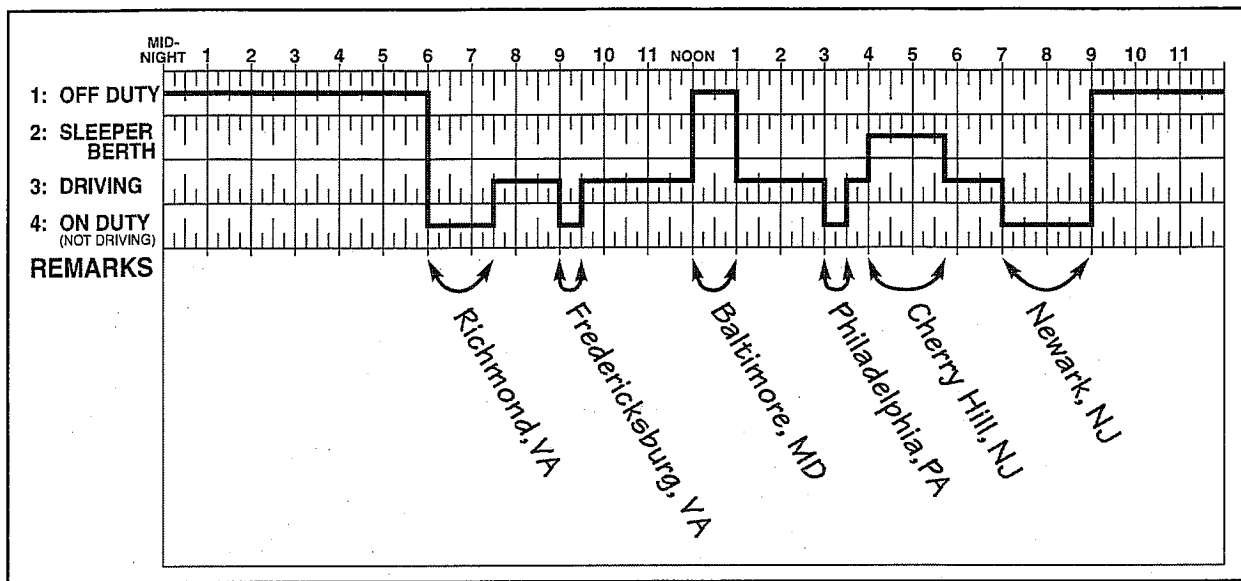 MID-
NIGHT 1 2 3 4 5 6 7 8 9 10 11 NOON 1 2 3 4 5 6 7 8 9 10 11
1: OFF DUTY
2: SLEEPER
BERTH
3: DRIVING
4: ON DUTY
(NOT DRIVING)
REMARKS
Richmond, VA
Fredericksburg, VA
Baltimore, MD
Philadelphia, PA
Cherry Hill, NJ
Newark, NJ